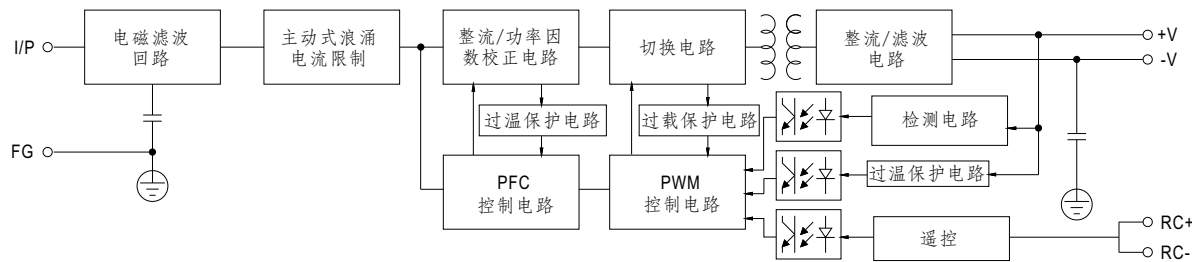 I/P
电磁滤波
回路
主动式浪涌
电流限制
整流/功率因
数校正电路
切换电路
整流/滤波
电路
+V
-V
过温保护电路
过载保护电路
检测电路
FG
PFC
控制电路
PWM
控制电路
过温保护电路
遥控
RC+
RC-